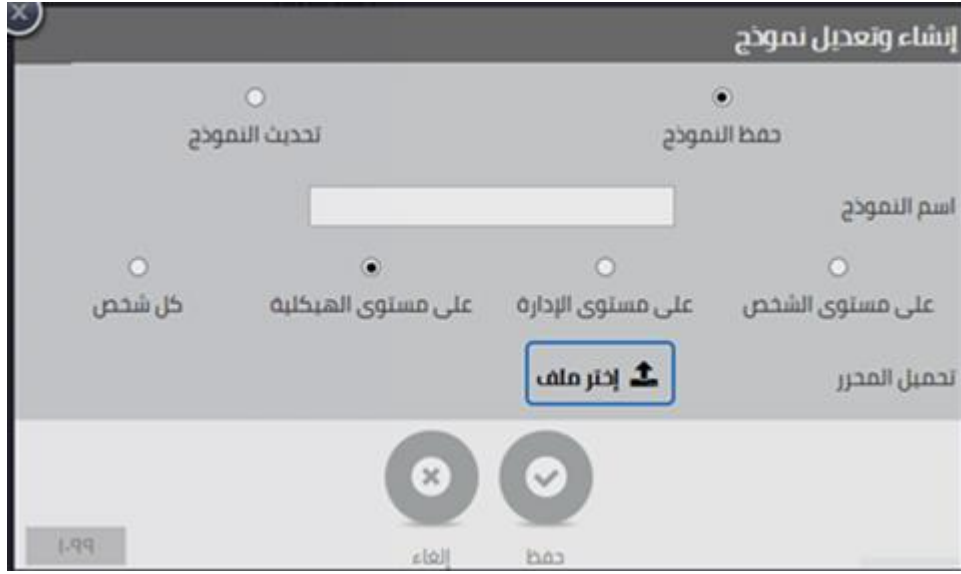 إنشاء وتعديل نموذج
حفظ النموذج تحديث النموذج
اسم النموذج
على مستوى الشخص على مستوى الإدارة على مستوى الهيكلية كل شخص
تحميل المحرر إختر ملف
حفظ إلغاء
١٠٩٩